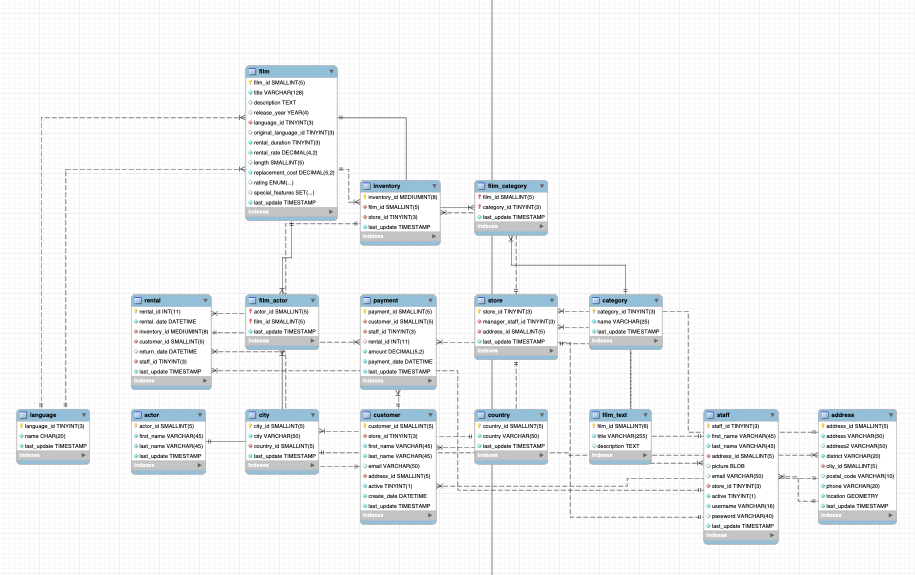 film
film_id SMALLINT(5)
title VARCHAR(128)
description TEXT
release_year YEAR(4)
language_id TINYINT(3)
original_language_id TINYINT(3)
rental_duration TINYINT(3)
rental_rate DECIMAL(4,2)
length SMALLINT(5)
replacement_cost DECIMAL(5,2)
rating ENUM(...)
special_features SET(...)
last_update TIMESTAMP
Indexes
inventory
inventory_id MEDIUMINT(8)
film_id SMALLINT(5)
store_id TINYINT(3)
last_update TIMESTAMP
Indexes
film_category
film_id SMALLINT(5)
category_id TINYINT(3)
last_update TIMESTAMP
Indexes
rental
rental_id INT(11)
rental_date DATETIME
inventory_id MEDIUMINT(8)
customer_id SMALLINT(5)
return_date DATETIME
staff_id TINYINT(3)
last_update TIMESTAMP
Indexes
film_actor
actor_id SMALLINT(5)
film_id SMALLINT(5)
last_update TIMESTAMP
Indexes
payment
payment_id SMALLINT(5)
customer_id SMALLINT(5)
staff_id TINYINT(3)
rental_id INT(11)
amount DECIMAL(5,2)
payment_date DATETIME
last_update TIMESTAMP
Indexes
store
store_id TINYINT(3)
manager_staff_id TINYINT(3)
address_id SMALLINT(5)
last_update TIMESTAMP
Indexes
category
category_id TINYINT(3)
name VARCHAR(25)
last_update TIMESTAMP
Indexes
language
language_id TINYINT(3)
name CHAR(20)
last_update TIMESTAMP
Indexes
actor
actor_id SMALLINT(5)
first_name VARCHAR(45)
last_name VARCHAR(45)
last_update TIMESTAMP
Indexes
city
city_id SMALLINT(5)
city VARCHAR(50)
country_id SMALLINT(5)
last_update TIMESTAMP
Indexes
customer
customer_id SMALLINT(5)
store_id TINYINT(3)
first_name VARCHAR(45)
last_name VARCHAR(45)
email VARCHAR(50)
address_id SMALLINT(5)
active TINYINT(1)
create_date DATETIME
last_update TIMESTAMP
Indexes
country
country_id SMALLINT(5)
country VARCHAR(50)
last_update TIMESTAMP
Indexes
film_text
film_id SMALLINT(6)
title VARCHAR(255)
description TEXT
Indexes
staff
staff_id TINYINT(3)
first_name VARCHAR(45)
last_name VARCHAR(45)
address_id SMALLINT(5)
picture BLOB
email VARCHAR(50)
store_id TINYINT(3)
active TINYINT(1)
username VARCHAR(16)
password VARCHAR(40)
last_update TIMESTAMP
Indexes
address
address_id SMALLINT(5)
address VARCHAR(50)
address2 VARCHAR(50)
district VARCHAR(20)
city_id SMALLINT(5)
postal_code VARCHAR(10)
phone VARCHAR(20)
location GEOMETRY
last_update TIMESTAMP
Indexes